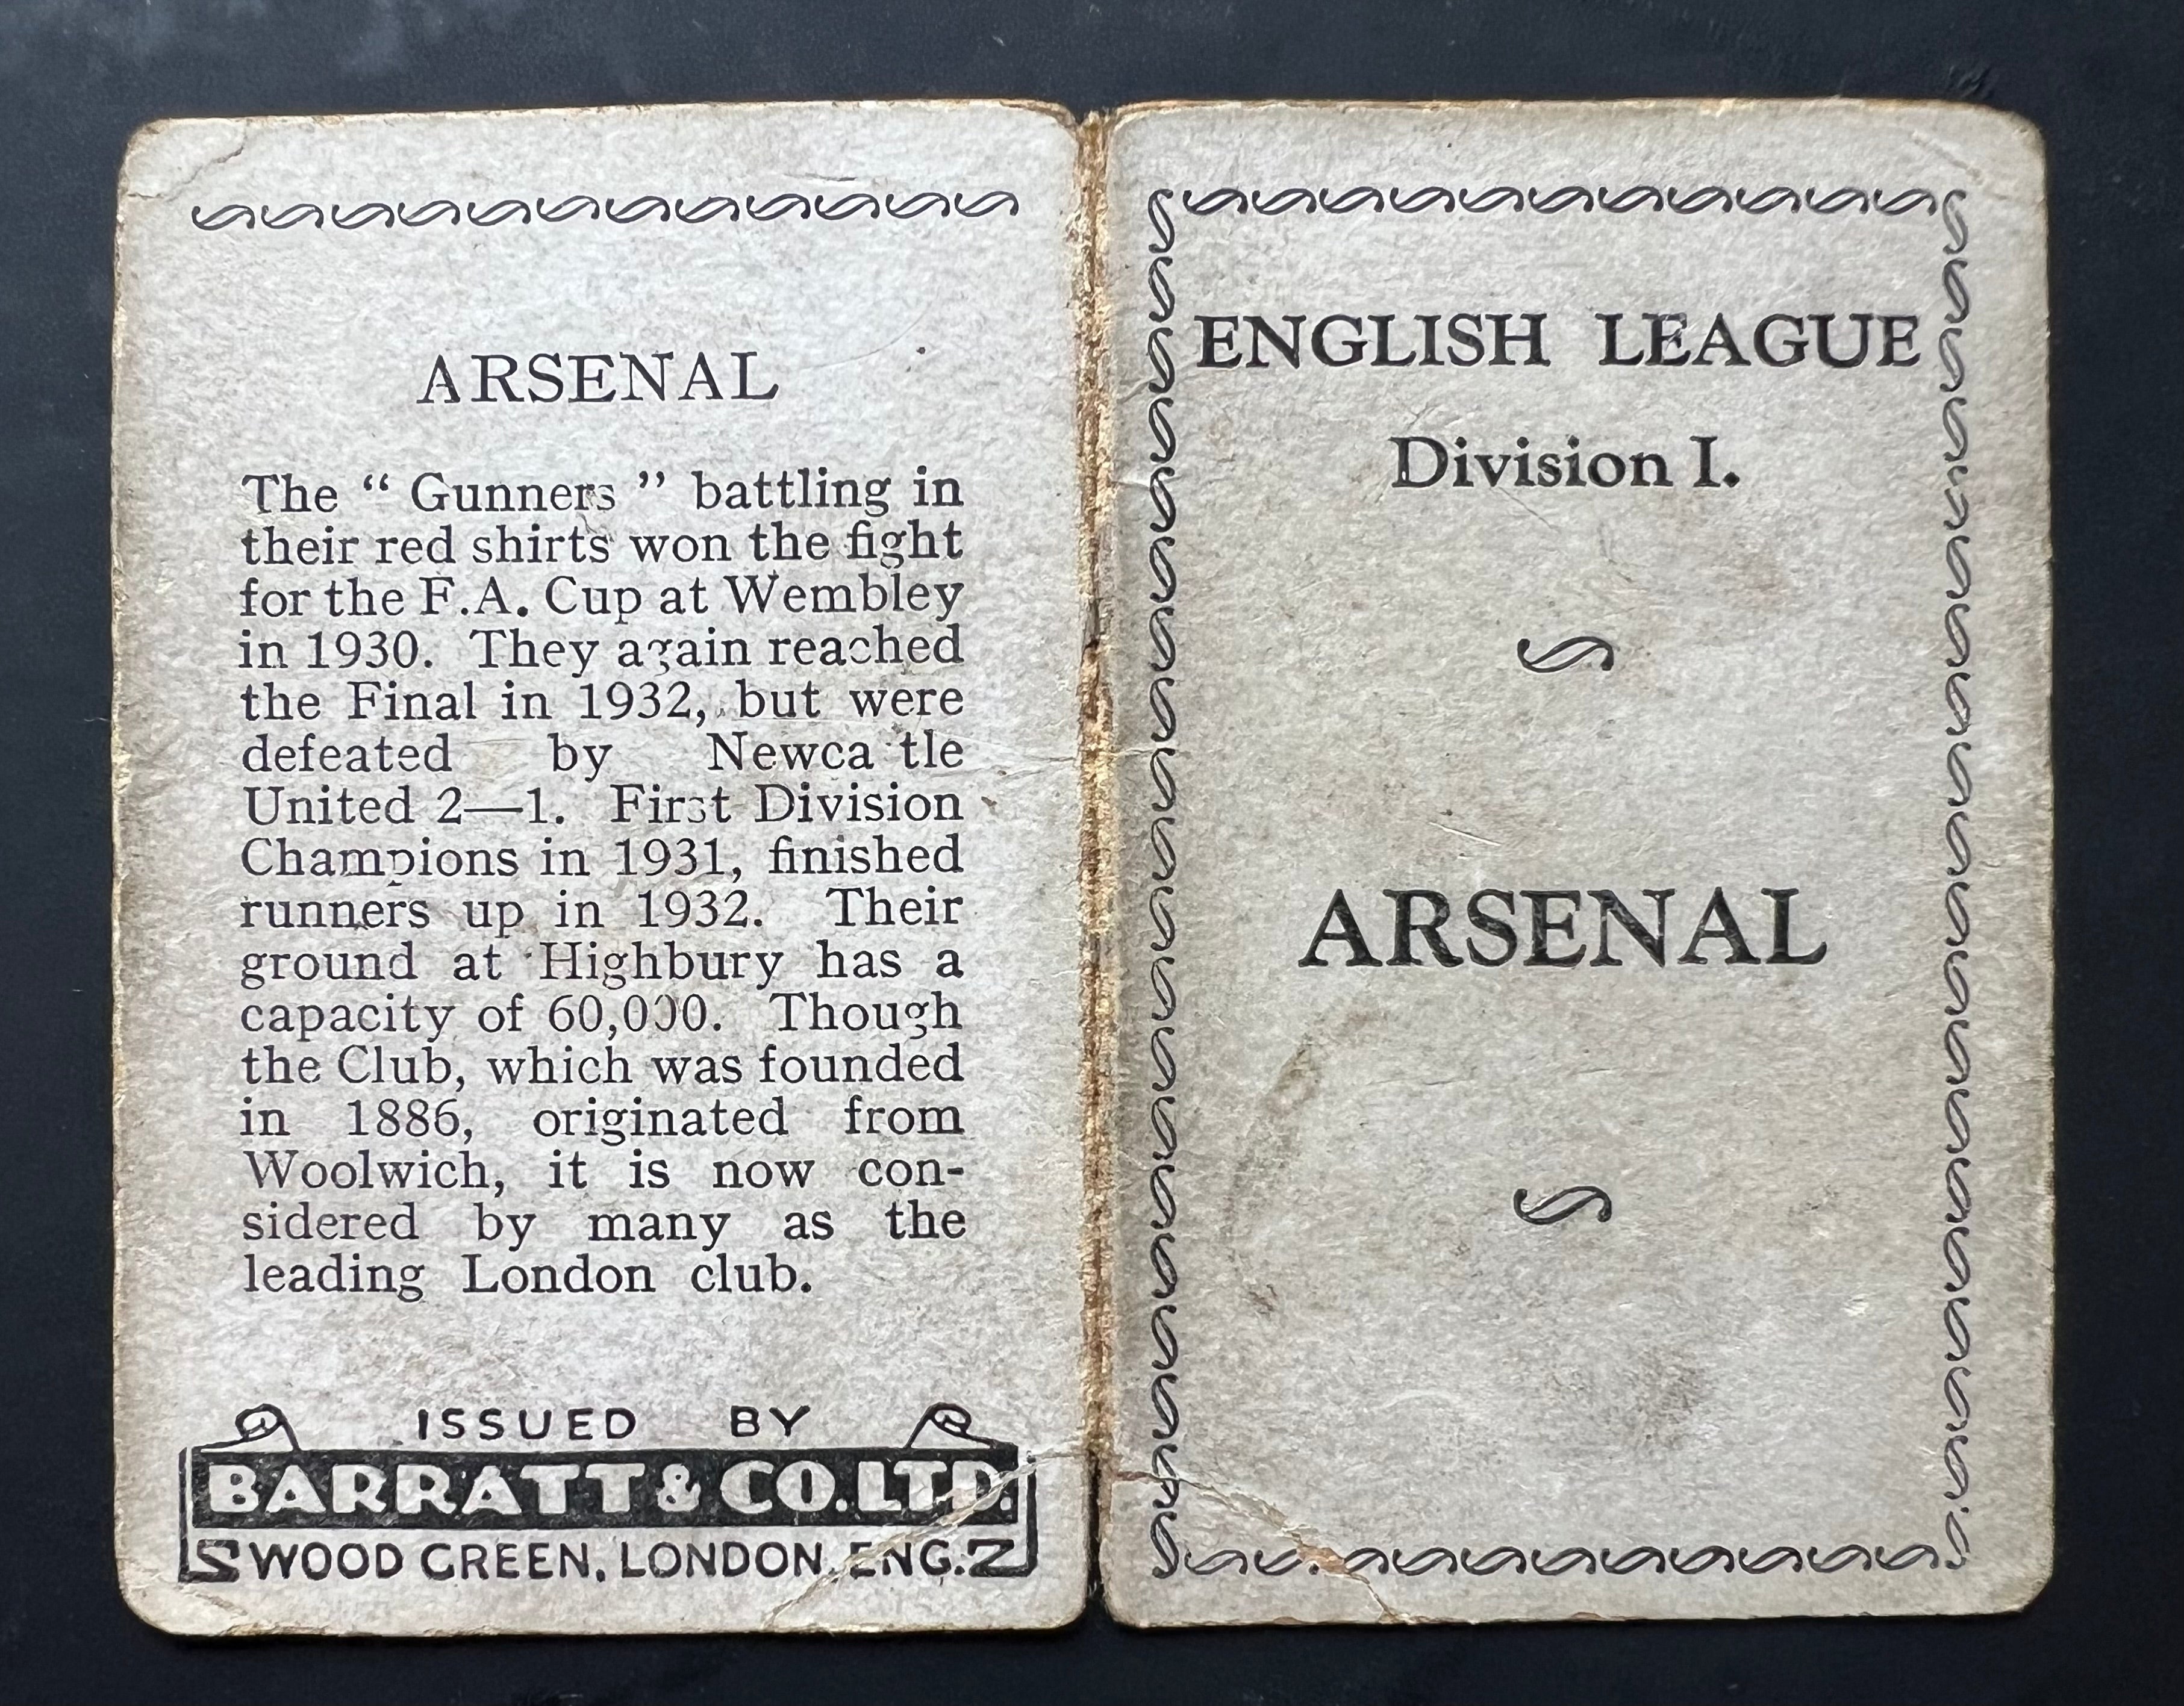 ARSENAL
The “ Gunners ” battling in
their red shirts won the fight
for the F.A. Cup at Wembley
in 1930. They again reached
the Final in 1932, but were
defeated by Newca tle
United 2—1. First Division
Champions in 1931, finished
runners up in 1932. Their
ground at Highbury has a
capacity of 60,000. Though
the Club, which was founded
in 1886, originated from
Woolwich, it is now con-
sidered by many as the
leading London club.
ISSUED BY
BARRATT & CO. LTD.
WOOD GREEN, LONDON, ENG.
ENGLISH LEAGUE
Division I.
ARSENAL